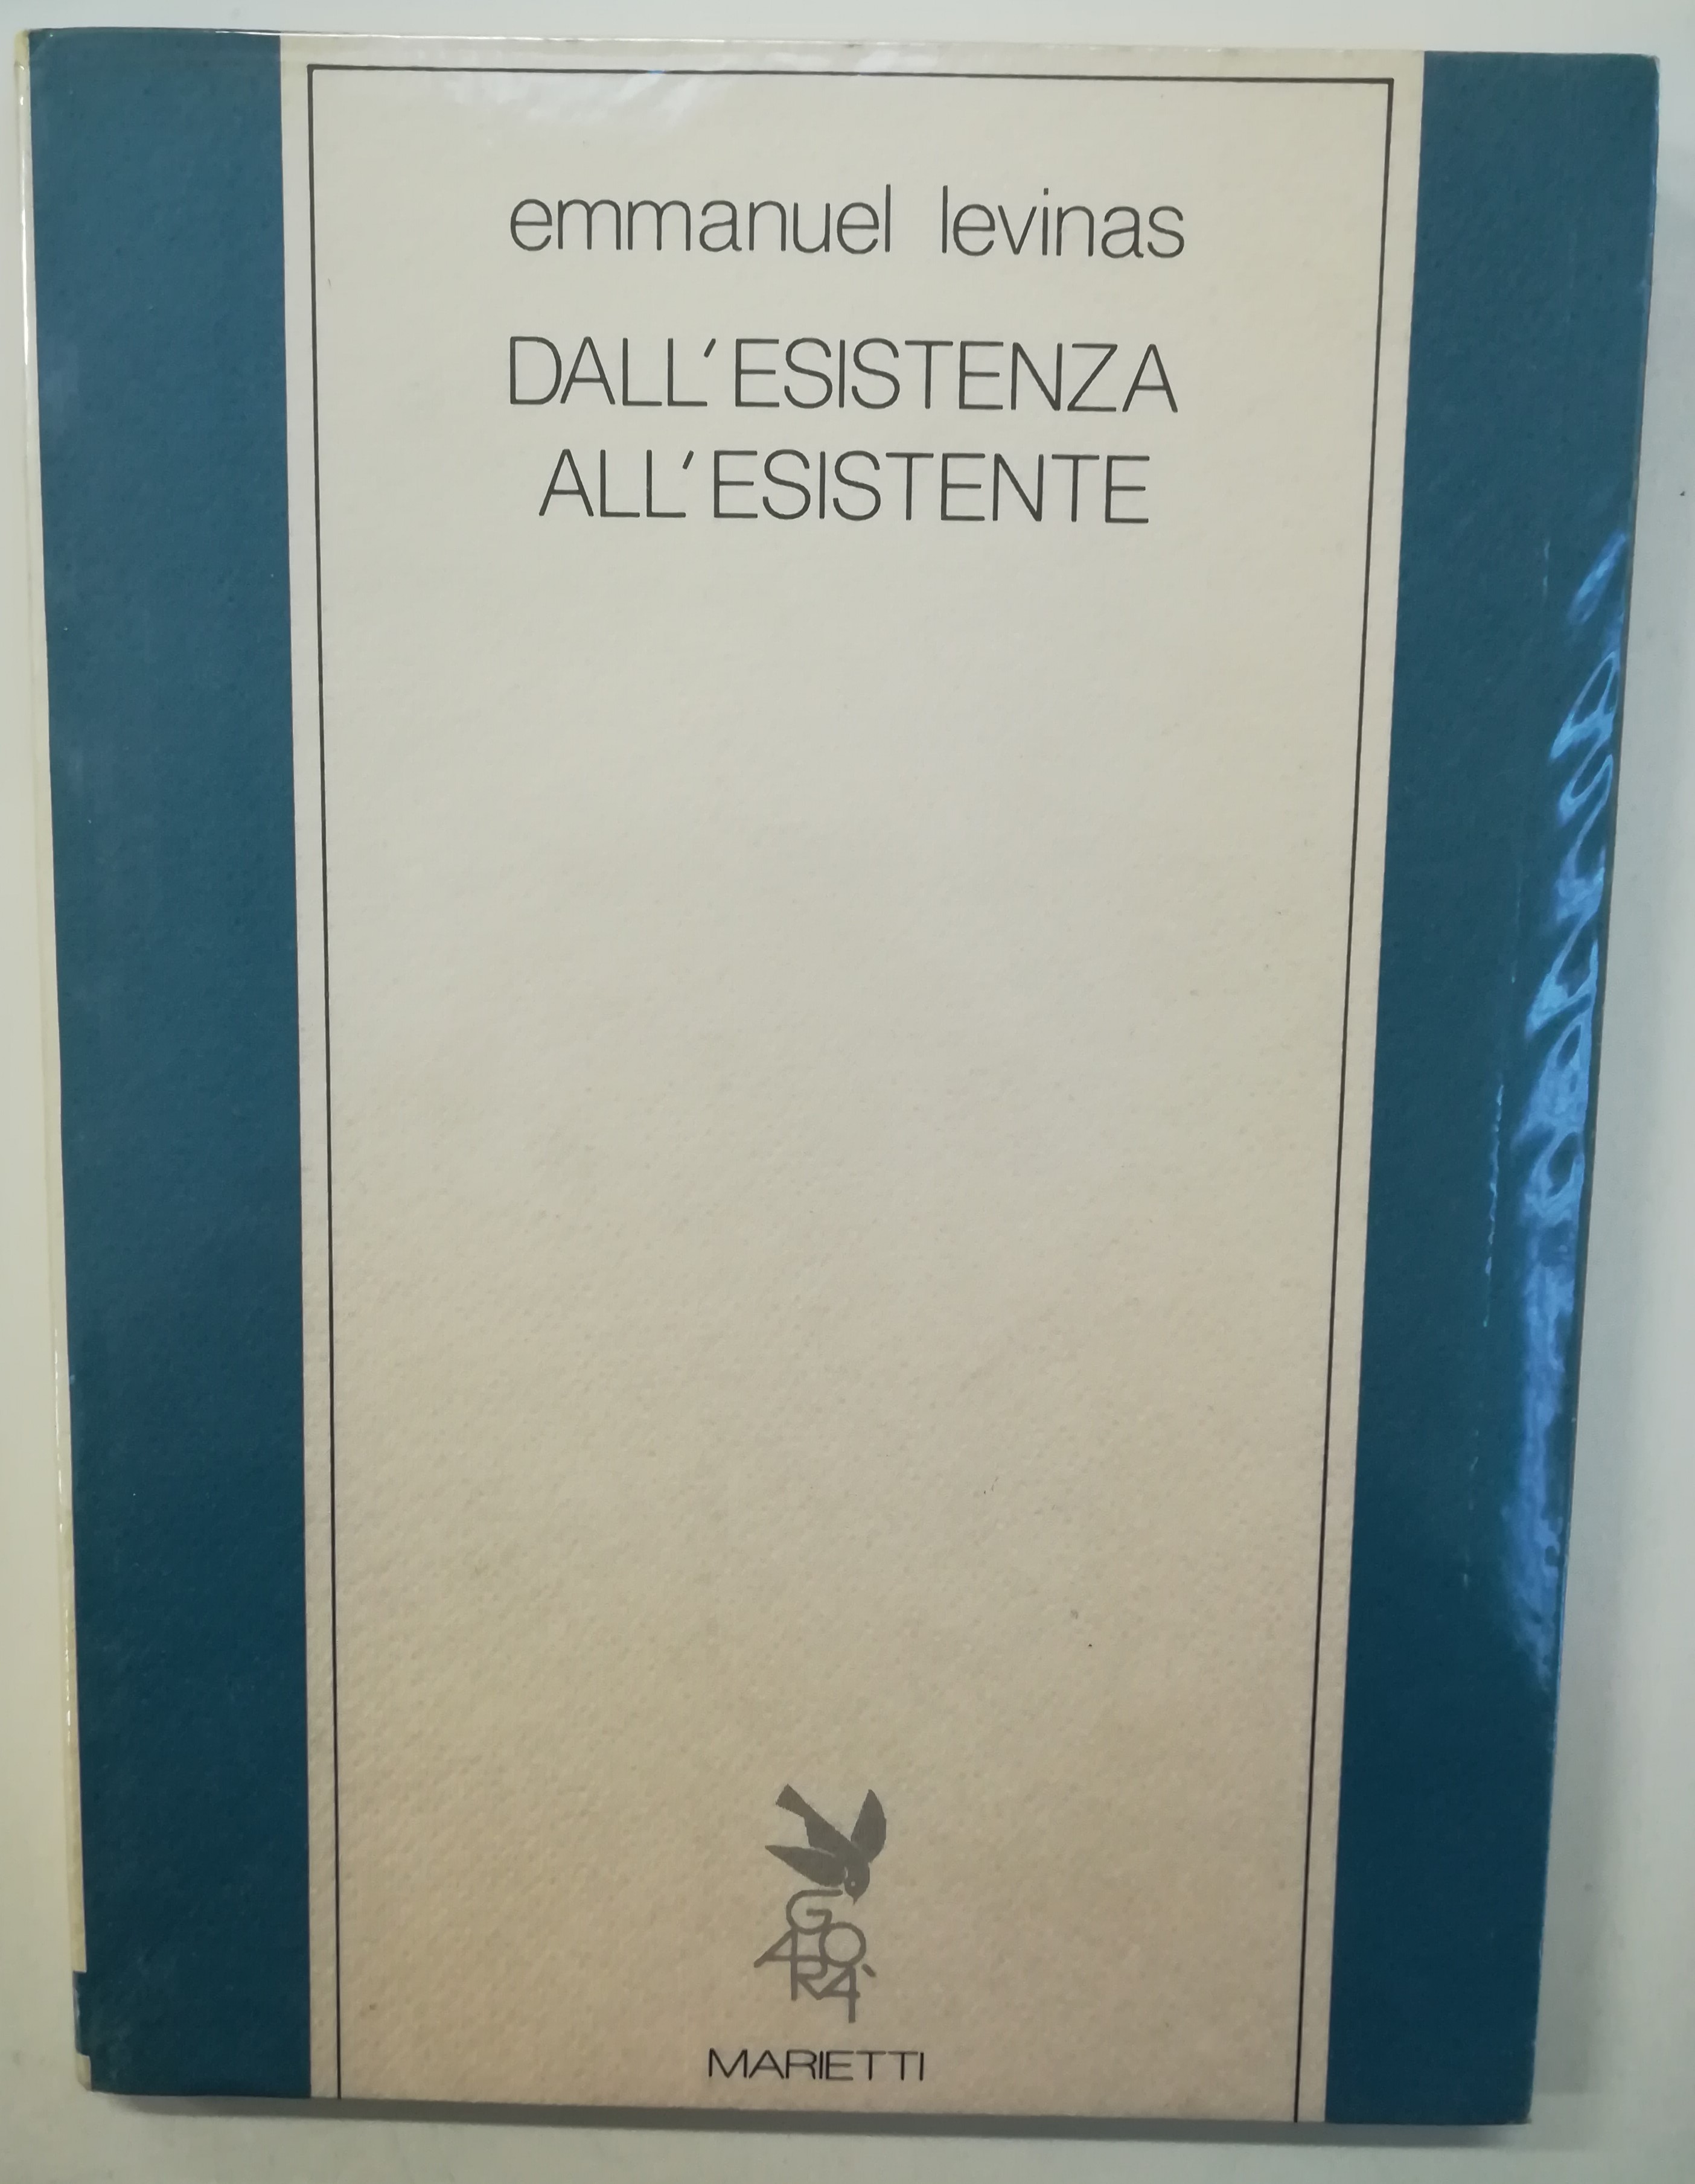 emmanuel levinas
DALL'ESISTENZA
ALL'ESISTENTE
AGORÀ
MARIETTI